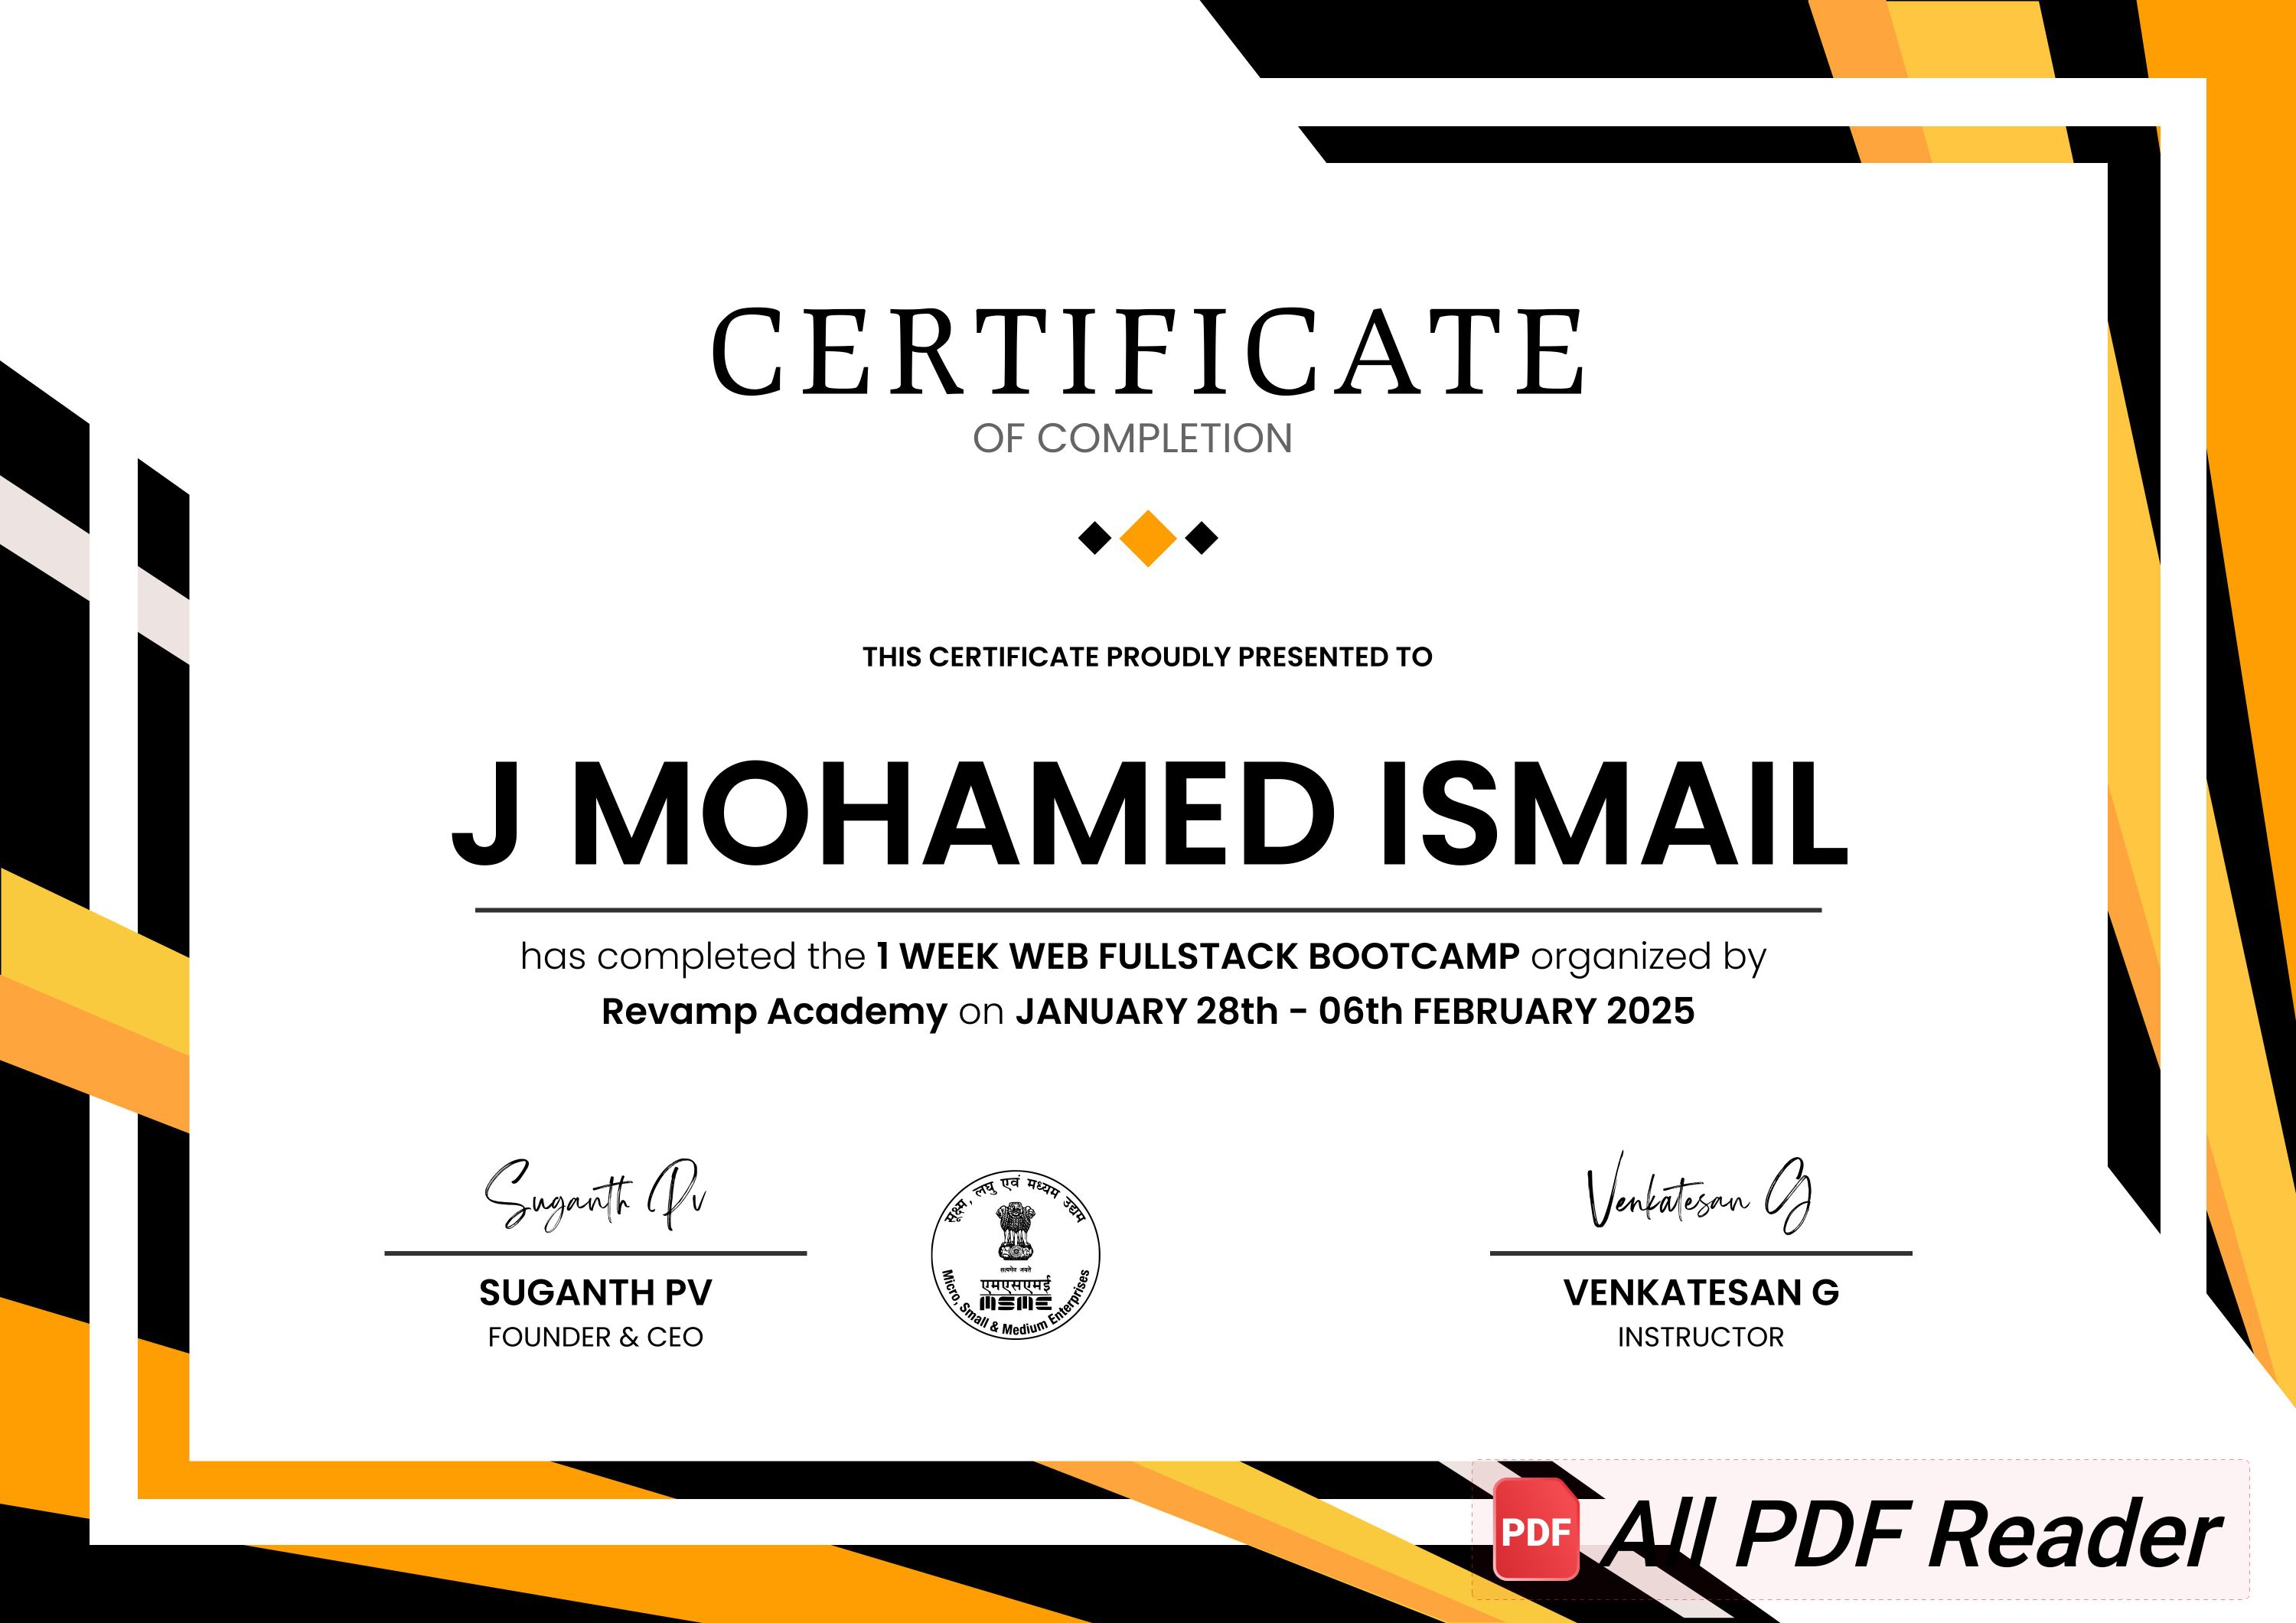 CERTIFICATE
OF COMPLETION
THIS CERTIFICATE PROUDLY PRESENTED TO
J MOHAMED ISMAIL
has completed the 1 WEEK WEB FULLSTACK BOOTCAMP organized by
Revamp Academy on JANUARY 28th - 06th FEBRUARY 2025
Suganth Pv
SUGANTH PV
FOUNDER & CEO
सूक्ष्म, लघु एवं मध्यम उद्यम
सत्यमेव जयते
एमएसएमई
MSME
Micro, Small & Medium Enterprises
Venkatesan G
VENKATESAN G
INSTRUCTOR
PDF All PDF Reader